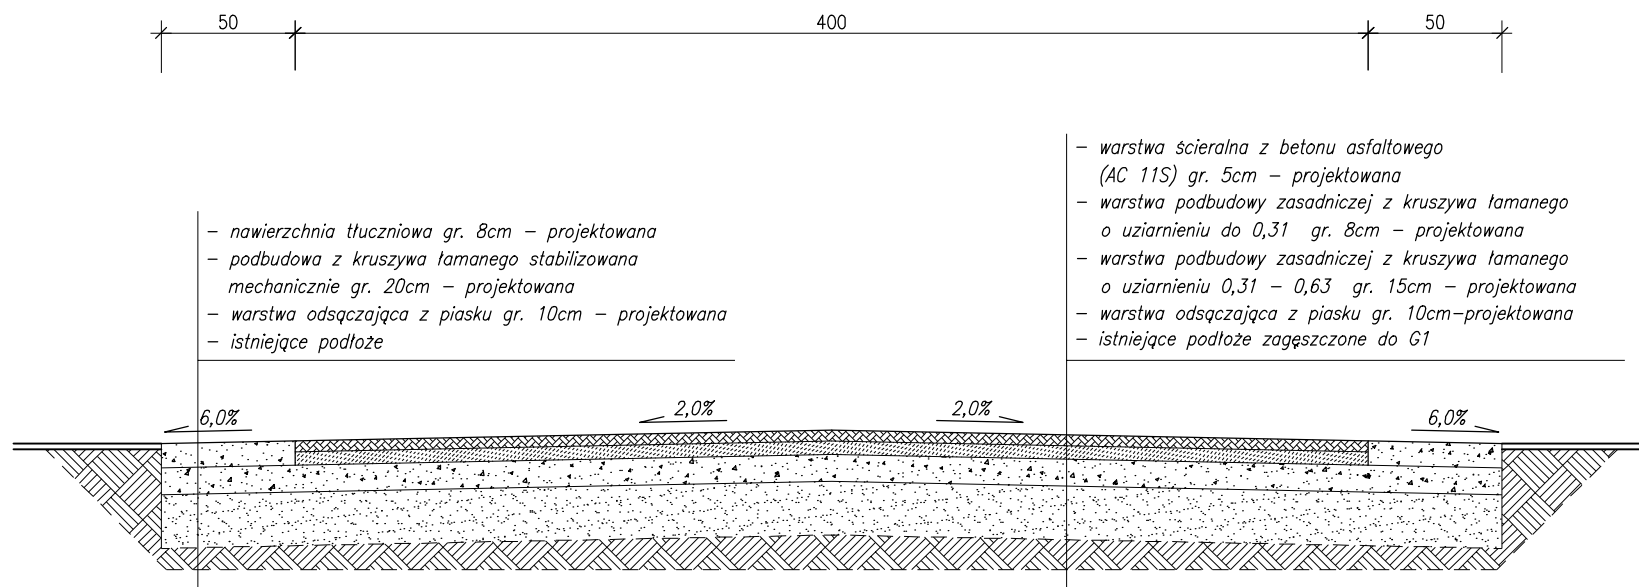 50
400
50
- nawierzchnia tłuczniowa gr. 8cm - projektowana
- podbudowa z kruszywa łamanego stabilizowana
mechanicznie gr. 20cm - projektowana
- warstwa odsączająca z piasku gr. 10cm - projektowana
- istniejące podłoże
- warstwa ścieralna z betonu asfaltowego
(AC 11S) gr. 5cm - projektowana
- warstwa podbudowy zasadniczej z kruszywa łamanego
o uziarnieniu do 0,31 gr. 8cm - projektowana
- warstwa podbudowy zasadniczej z kruszywa łamanego
o uziarnieniu 0,31 - 0,63 gr. 15cm - projektowana
- warstwa odsączająca z piasku gr. 10cm-projektowana
- istniejące podłoże zagęszczone do G1
6,0%
2,0%
2,0%
6,0%